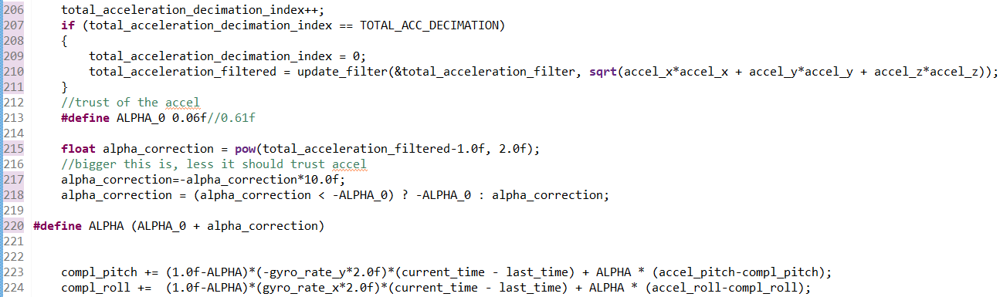 206 total_acceleration_decimation_index++;
207 if (total_acceleration_decimation_index == TOTAL_ACC_DECIMATION)
208 {
209 total_acceleration_decimation_index = 0;
210 total_acceleration_filtered = update_filter(&total_acceleration_filter, sqrt(accel_x*accel_x + accel_y*accel_y + accel_z*accel_z));
211 }
212 //trust of the accel
213 #define ALPHA_0 0.06f//0.61f
214
215 float alpha_correction = pow(total_acceleration_filtered-1.0f, 2.0f);
216 //bigger this is, less it should trust accel
217 alpha_correction=-alpha_correction*10.0f;
218 alpha_correction = (alpha_correction < -ALPHA_0) ? -ALPHA_0 : alpha_correction;
219
220 #define ALPHA (ALPHA_0 + alpha_correction)
221
222
223 compl_pitch += (1.0f-ALPHA)*(-gyro_rate_y*2.0f)*(current_time - last_time) + ALPHA * (accel_pitch-compl_pitch);
224 compl_roll += (1.0f-ALPHA)*(gyro_rate_x*2.0f)*(current_time - last_time) + ALPHA * (accel_roll-compl_roll);